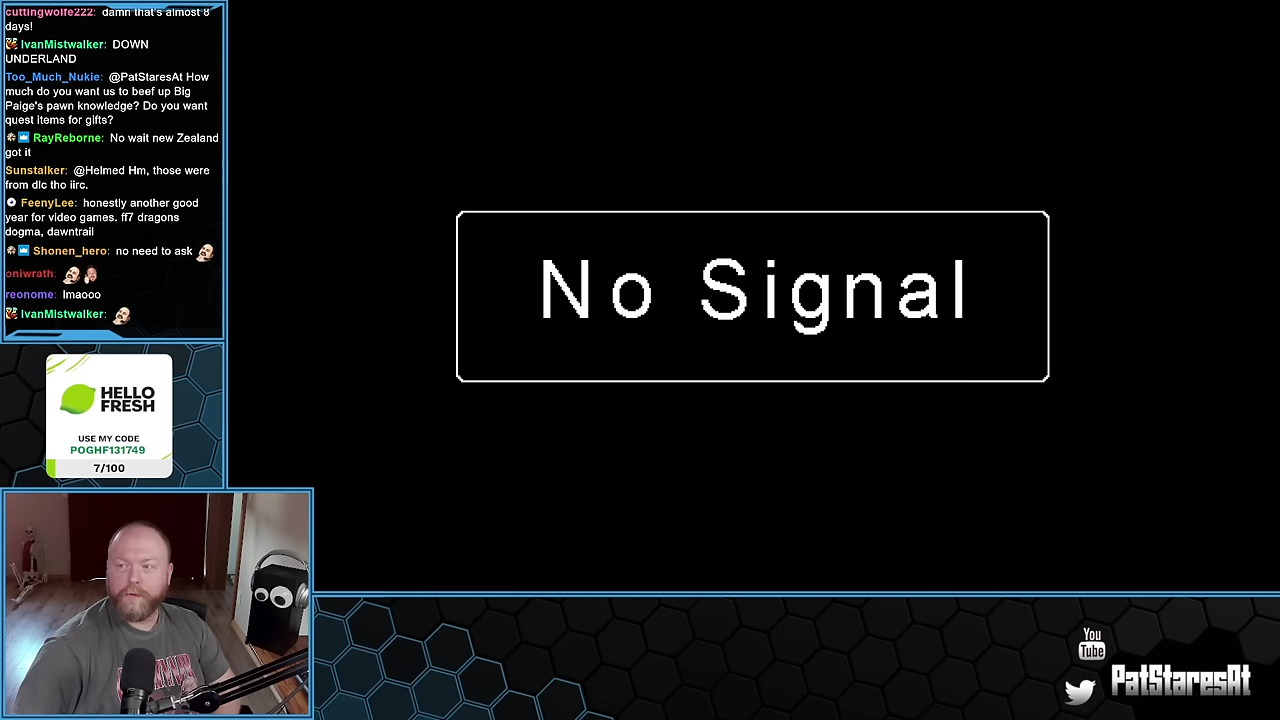 cuttingwolfe222: damn that's almost 8
days!
IvanMistwalker: DOWN
UNDERLAND
Too_Much_Nukie: @PatStaresAt How
much do you want us to beef up Big
Paige's pawn knowledge? Do you want
quest items for gifts?
RayReborne: No wait new Zealand
got it
Sunstalker: @Helmed Hm, those were
from dlc tho iirc.
FeenyLee: honestly another good
year for video games. ff7 dragons
dogma, dawntrail
Shonen_hero: no need to ask
oniwrath:
reonome: lmaooo
IvanMistwalker:
No Signal
HELLO
FRESH
USE MY CODE
POGHF131749
7/100
You
Tube
PatStaresAt